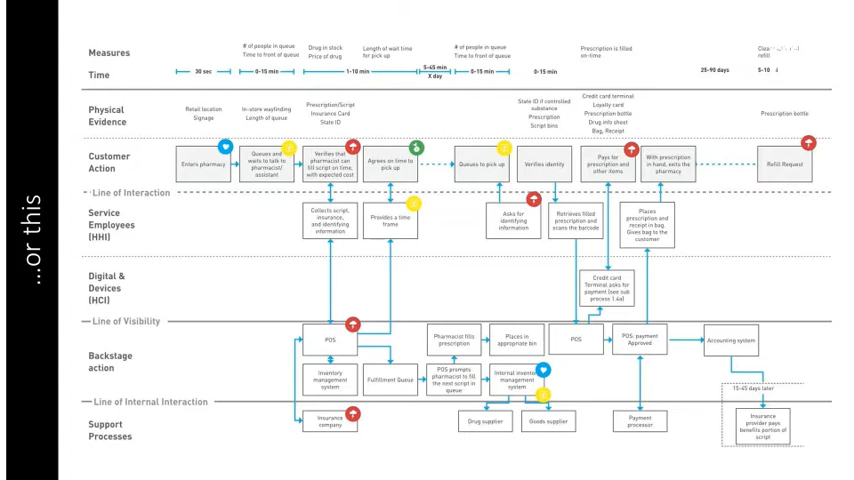 ...or this
Measures
# of people in queue
Time to front of queue
Drug in stock
Price of drug
Length of wait time
for pick up
# of people in queue
Time to front of queue
Prescription is filled
on-time
refill
Time
30 sec
0-15 min
1-10 min
5-45 min
X day
0-15 min
0-15 min
25-90 days
5-10
Physical
Evidence
Retail location
Signage
In-store wayfinding
Length of queue
Prescription/Script
Insurance Card
State ID
State ID if controlled
substance
Prescription
Script bins
Credit card terminal
Loyalty card
Prescription bottle
Drug info sheet
Bag, Receipt
Prescription bottle
Customer
Action
Enters pharmacy
Queues and
waits to talk to
pharmacist/
assistant
Verifies that
pharmacist can
fill script on time,
with expected cost
Agrees on time to
pick up
Queues to pick up
Verifies identity
Pays for
prescription and
other items
With prescription
in hand, exits the
pharmacy
Refill Request
Line of Interaction
Service
Employees
(HHI)
Collects script,
insurance,
and identifying
information
Provides a time
frame
Asks for
identifying
information
Retrieves filled
prescription and
scans the barcode
Places
prescription and
receipt in bag.
Gives bag to the
customer
Digital &
Devices
(HCI)
Credit card
Terminal asks for
payment (see sub
process 1.4a)
Line of Visibility
Backstage
action
POS
Pharmacist fills
prescription
Places in
appropriate bin
POS
POS: payment
Approved
Accounting system
Inventory
management
system
Fulfillment Queue
POS prompts
pharmacist to fill
the next script in
queue
Internal inventory
management
system
15-45 days later
Line of Internal Interaction
Support
Processes
Insurance
company
Drug supplier
Goods supplier
Payment
processor
Insurance
provider pays
benefits portion of
script